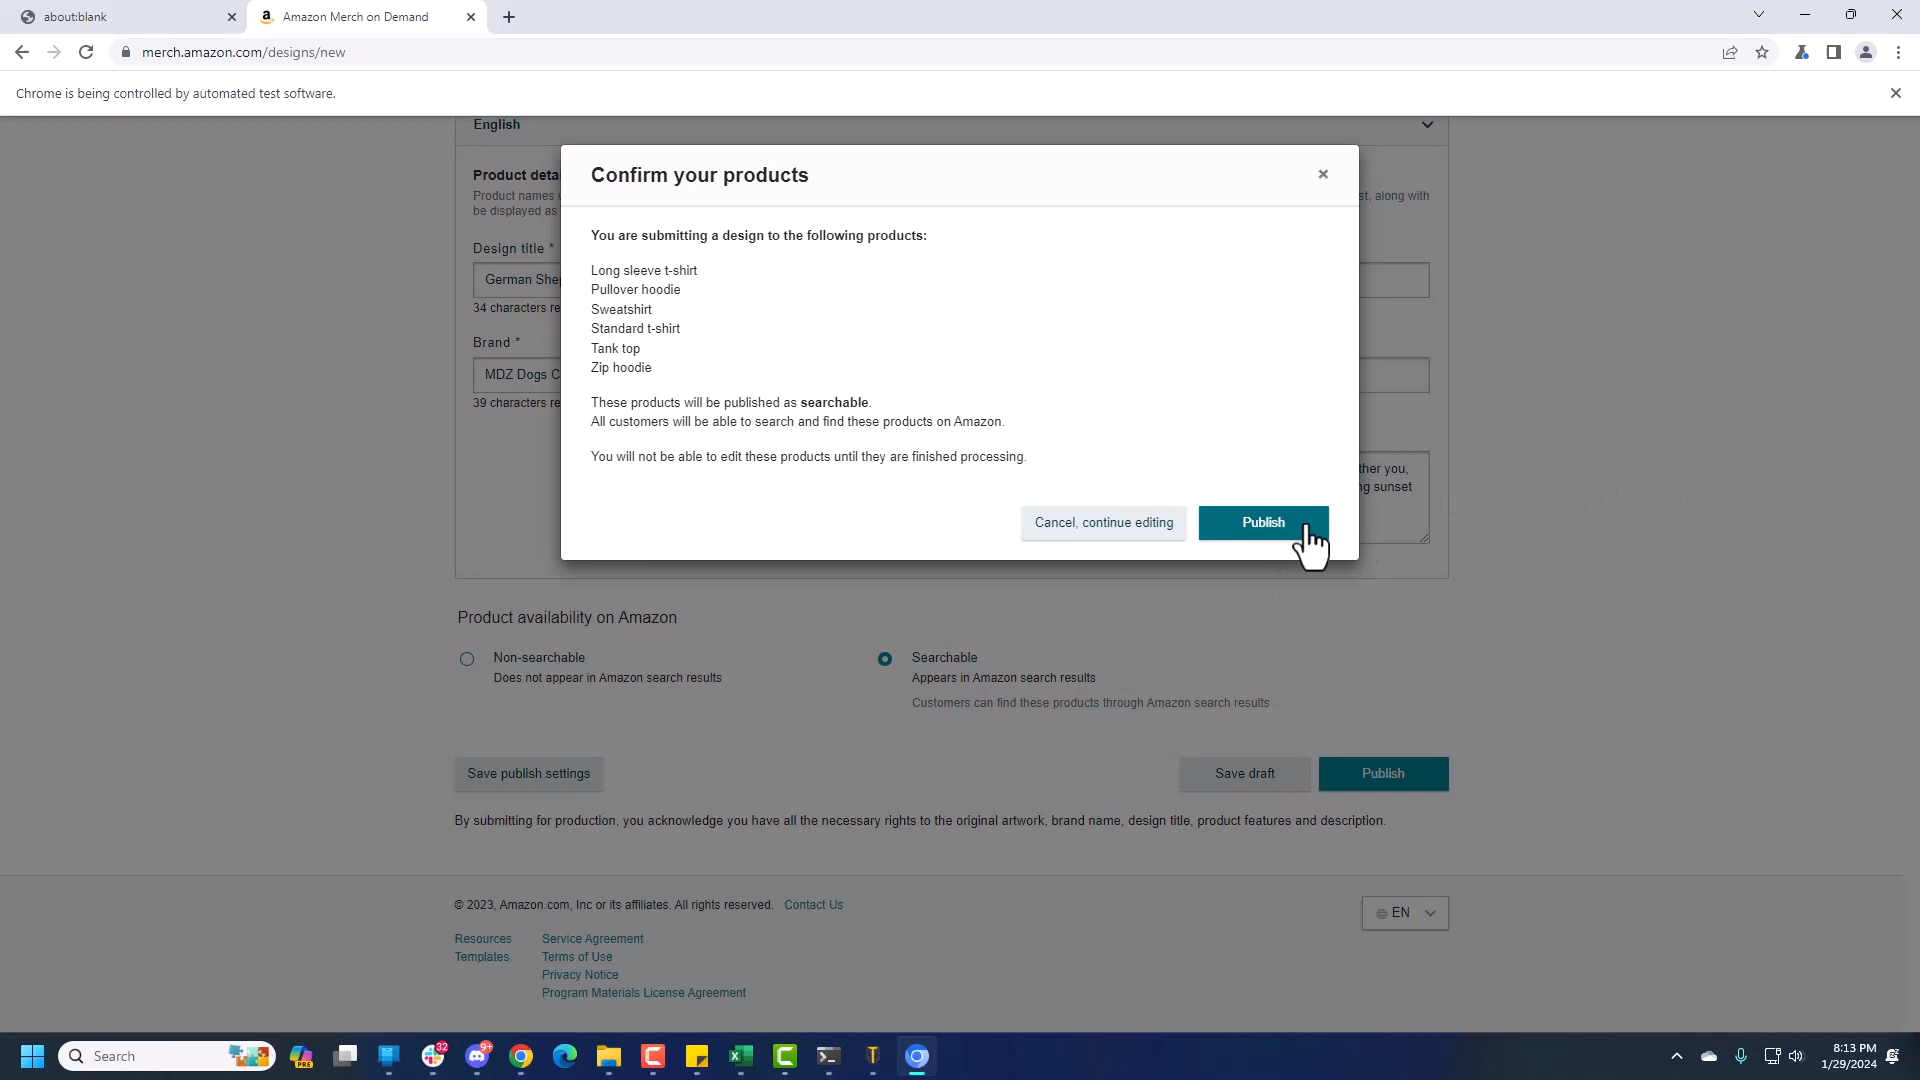 about:blank
Amazon Merch on Demand
merch.amazon.com/designs/new
Chrome is being controlled by automated test software.
English
Confirm your products
Product deta
Product names
st, along with
be displayed as
You are submitting a design to the following products:
Design title *
Long sleeve t-shirt
German She
Pullover hoodie
34 characters re
Sweatshirt
Standard t-shirt
Brand *
Tank top
Zip hoodie
MDZ Dogs C
39 characters re
These products will be published as searchable.
All customers will be able to search and find these products on Amazon.
You will not be able to edit these products until they are finished processing.
ther you,
ng sunset
Cancel, continue editing
Publish
Product availability on Amazon
Non-searchable
Does not appear in Amazon search results
Searchable
Appears in Amazon search results
Customers can find these products through Amazon search results
Save publish settings
Save draft
Publish
By submitting for production, you acknowledge you have all the necessary rights to the original artwork, brand name, design title, product features and description.
© 2023, Amazon.com, Inc or its affiliates. All rights reserved. Contact Us
EN
Resources
Service Agreement
Templates
Terms of Use
Privacy Notice
Program Materials License Agreement
Search
PRE
32
9+
8:13 PM
1/29/2024